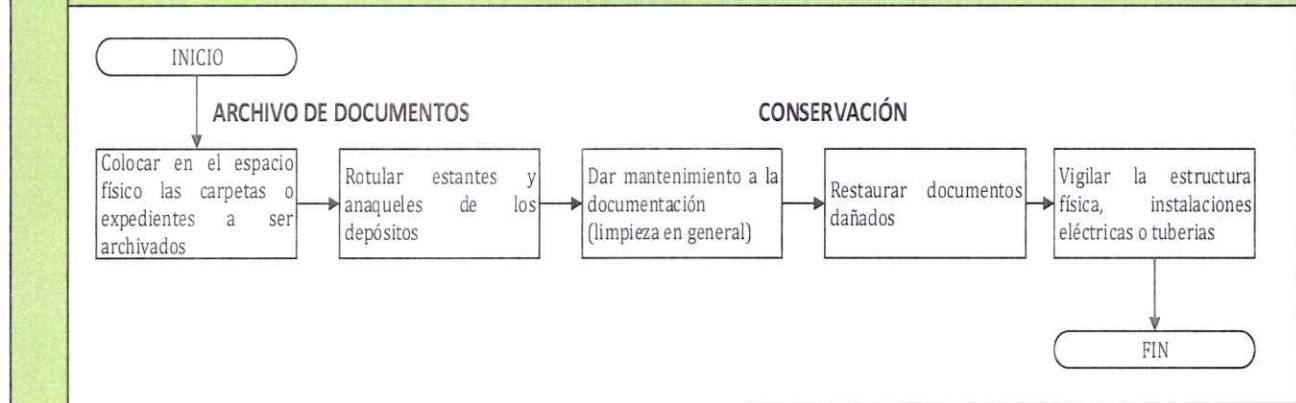 INICIO
ARCHIVO DE DOCUMENTOS
CONSERVACIÓN
Colocar en el espacio
físico las carpetas o
expedientes a ser
archivados
Rotular estantes y
anaqueles de los
depósitos
Dar mantenimiento a la
documentación
(limpieza en general)
Restaurar documentos
dañados
Vigilar la estructura
física, instalaciones
eléctricas o tuberias
FIN